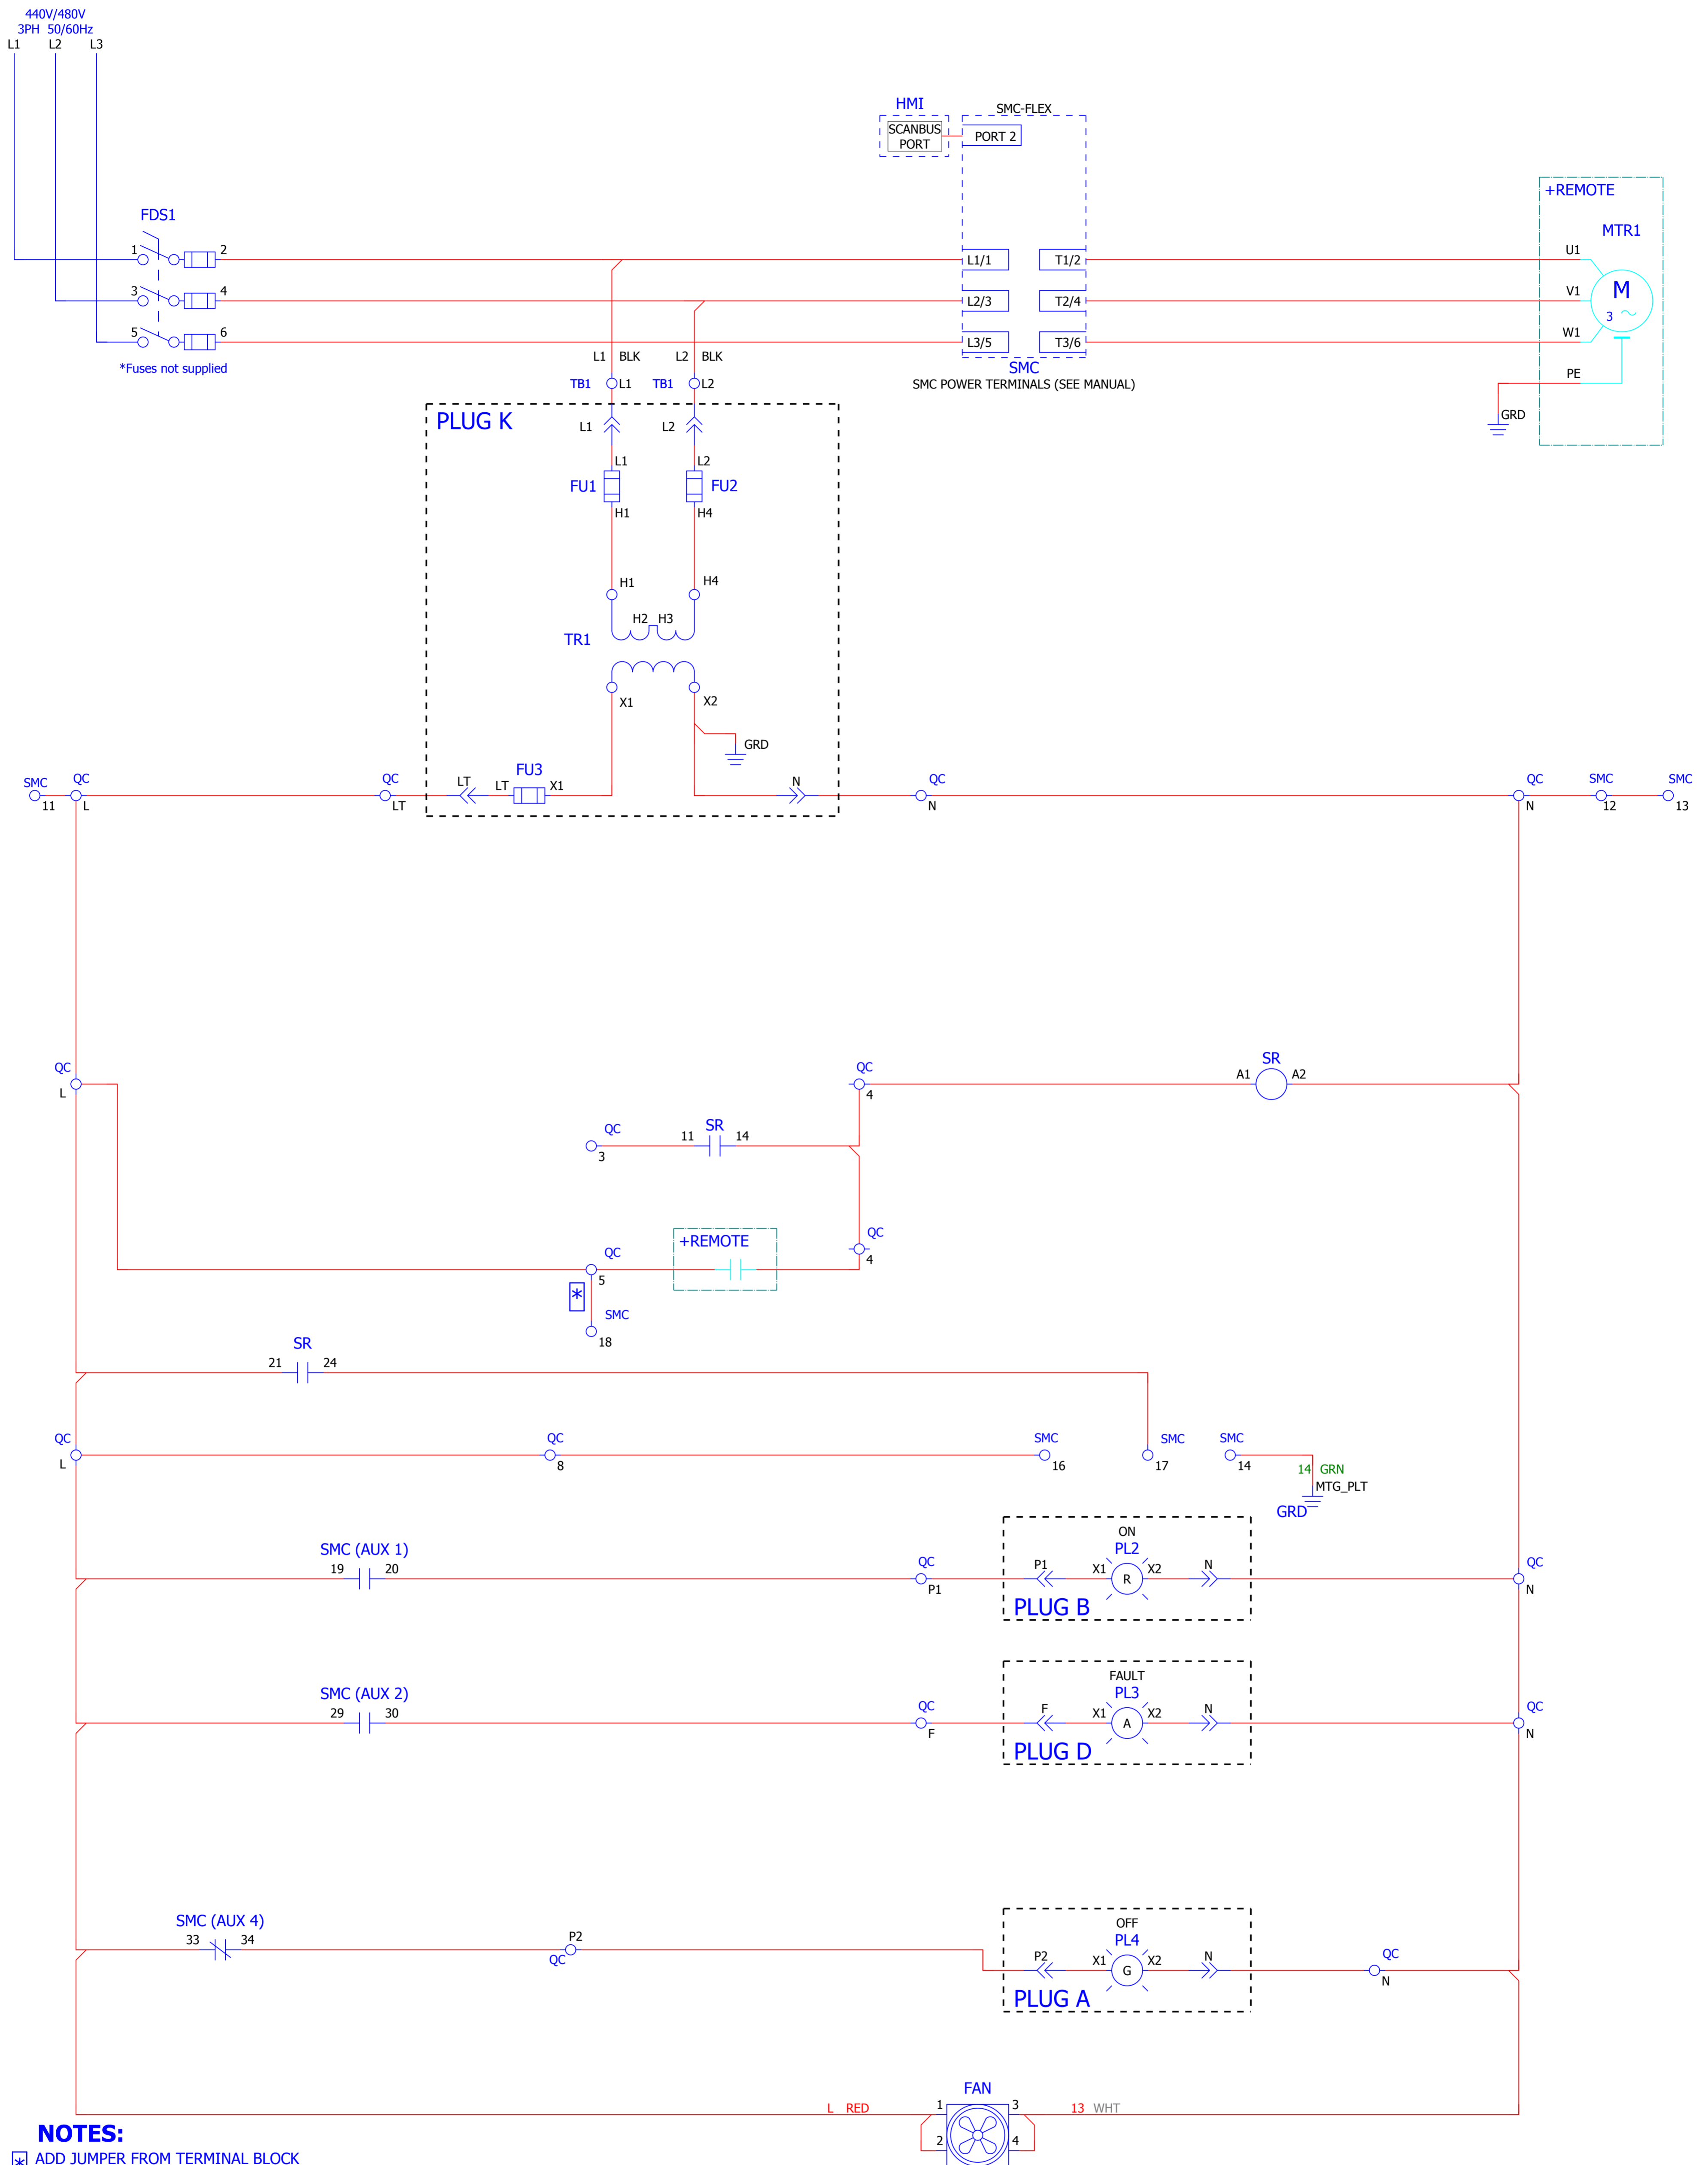 440V/480V
3PH 50/60Hz
L1 L2 L3
HMI
SMC-FLEX
SCANBUS
PORT
PORT 2
+REMOTE
FDS1
MTR1
1 2
L1/1 T1/2
U1
3 4
L2/3 T2/4
V1
M
3
5 6
L3/5 T3/6
W1
*Fuses not supplied
L1 BLK L2 BLK
SMC
PE
TB1 L1 TB1 L2
SMC POWER TERMINALS (SEE MANUAL)
GRD
PLUG K
L1 L2
L1 L2
FU1 FU2
H1 H4
H1 H4
H2 H3
TR1
X1 X2
GRD
FU3
SMC QC QC LT LT X1 N QC QC SMC SMC
11 L LT N N 12 13
QC QC SR
A1 A2
L 4
QC SR
11 14
3
QC
+REMOTE
4
QC
5
*
SMC
18
SR
21 24
QC QC SMC SMC SMC
L 8 16 17 14
14 GRN
MTG_PLT
GRD
ON
SMC (AUX 1) PL2
19 20 QC P1 X1 R X2 N QC
P1 N
PLUG B
FAULT
SMC (AUX 2) PL3
29 30 QC F X1 A X2 N QC
F N
PLUG D
OFF
SMC (AUX 4) PL4
33 34 P2
QC
P2 X1 G X2 N QC
N
PLUG A
FAN
L RED 1 3 13 WHT
2 4
NOTES:
* ADD JUMPER FROM TERMINAL BLOCK